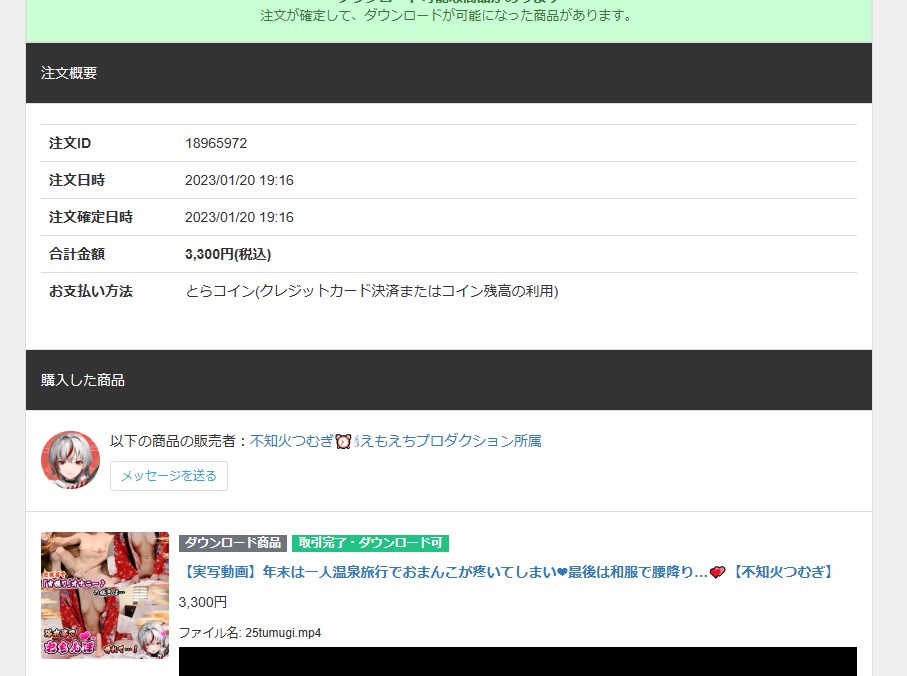 注文が確定して、ダウンロードが可能になった商品があります。
注文概要
注文ID 18965972
注文日時 2023/01/20 19:16
注文確定日時 2023/01/20 19:16
合計金額 3,300円(税込)
お支払い方法 とらコイン(クレジットカード決済またはコイン残高の利用)
購入した商品
以下の商品の販売者：不知火つむぎ⏰🕯えもえちプロダクション所属
メッセージを送る
ダウンロード商品 取引完了・ダウンロード可
【実写動画】年末は一人温泉旅行でおまんこが疼いてしまい❤最後は和服で腰降り…💕【不知火つむぎ】
3,300円
ファイル名: 25tumugi.mp4